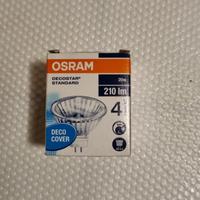 OSRAM
DECOSTAR®
STANDARD
20w
210 lm
4
DECO
COVER